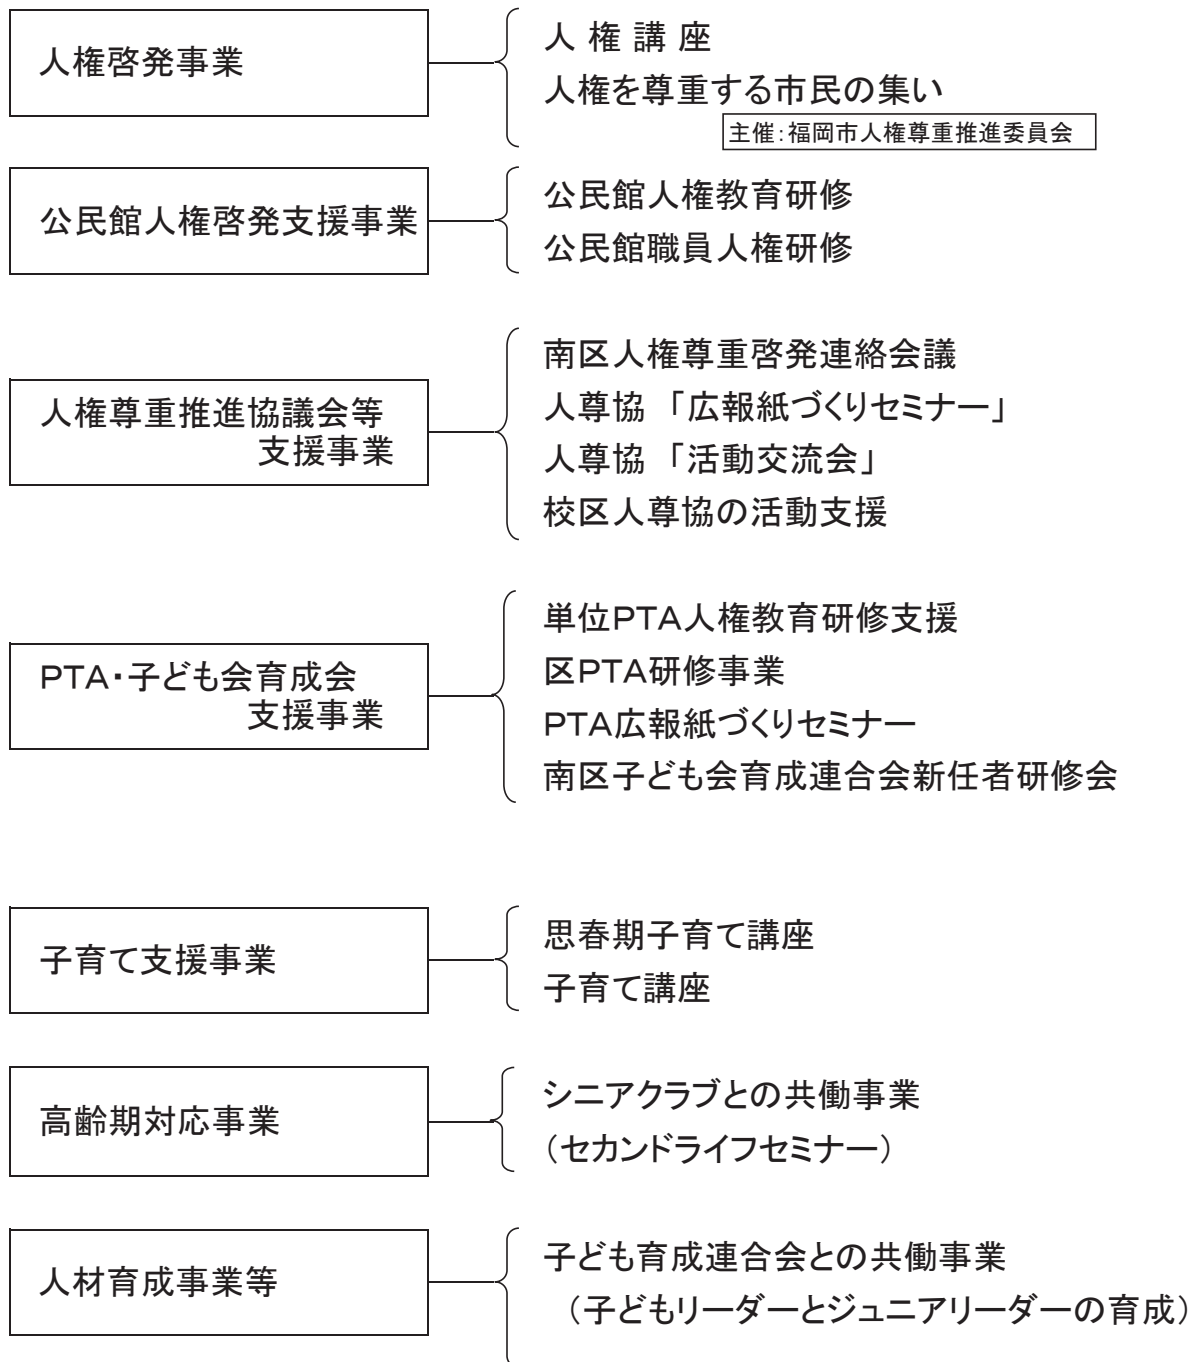 人権啓発事業
人 権 講 座
人権を尊重する市民の集い
主催:福岡市人権尊重推進委員会
公民館人権啓発支援事業
公民館人権教育研修
公民館職員人権研修
人権尊重推進協議会等
支援事業
南区人権尊重啓発連絡会議
人尊協 「広報紙づくりセミナー」
人尊協 「活動交流会」
校区人尊協の活動支援
PTA・子ども会育成会
支援事業
単位PTA人権教育研修支援
区PTA研修事業
PTA広報紙づくりセミナー
南区子ども会育成連合会新任者研修会
子育て支援事業
思春期子育て講座
子育て講座
高齢期対応事業
シニアクラブとの共働事業
(セカンドライフセミナー)
人材育成事業等
子ども育成連合会との共働事業
(子どもリーダーとジュニアリーダーの育成)